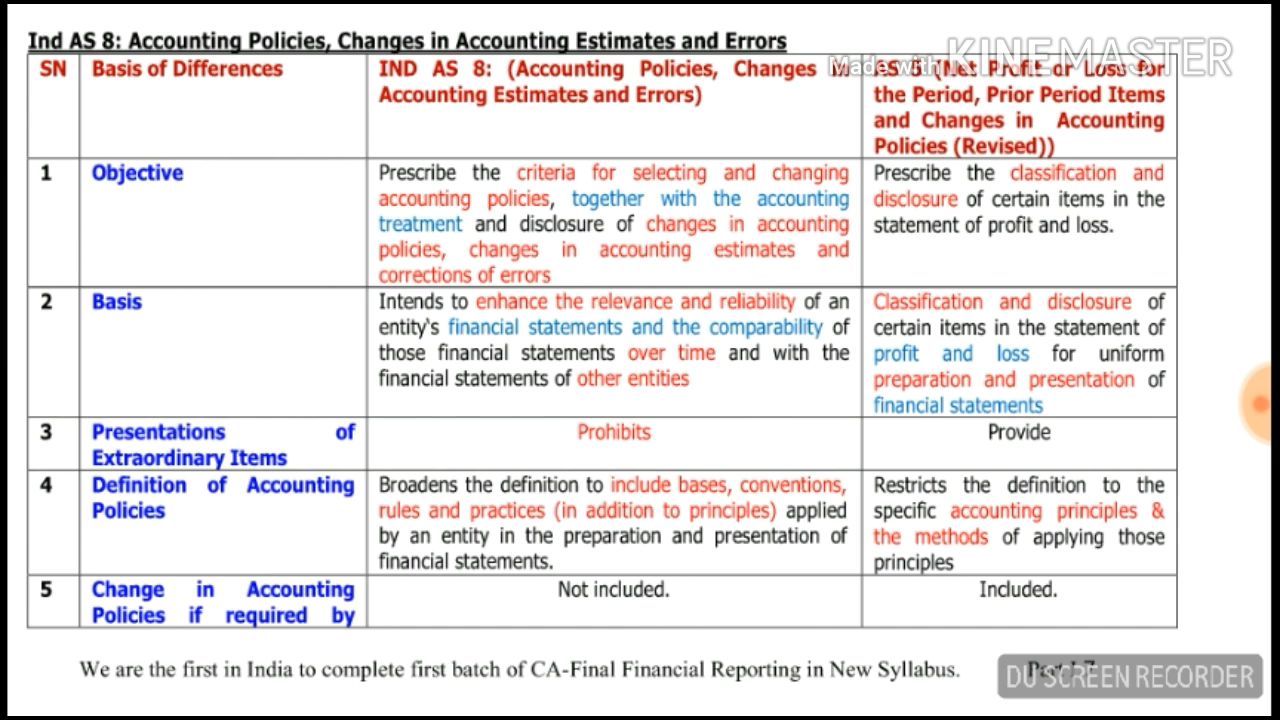 Ind AS 8: Accounting Policies, Changes in Accounting Estimates and Errors
Made with KINEMASTER
SN
Basis of Differences
IND AS 8: (Accounting Policies, Changes
Accounting Estimates and Errors)
AS 5 (Net Profit or Loss for
the Period, Prior Period Items
and Changes in Accounting
Policies (Revised))
1
Objective
Prescribe the criteria for selecting and changing
accounting policies, together with the accounting
treatment and disclosure of changes in accounting
policies, changes in accounting estimates and
corrections of errors
Prescribe the classification and
disclosure of certain items in the
statement of profit and loss.
2
Basis
Intends to enhance the relevance and reliability of an
entity's financial statements and the comparability of
those financial statements over time and with the
financial statements of other entities
Classification and disclosure of
certain items in the statement of
profit and loss for uniform
preparation and presentation of
financial statements
3
Presentations of
Extraordinary Items
Prohibits
Provide
4
Definition of Accounting
Policies
Broadens the definition to include bases, conventions,
rules and practices (in addition to principles) applied
by an entity in the preparation and presentation of
financial statements.
Restricts the definition to the
specific accounting principles &
the methods of applying those
principles
5
Change in Accounting
Policies if required by
Not included.
Included.
We are the first in India to complete first batch of CA-Final Financial Reporting in New Syllabus.
DU SCREEN RECORDER